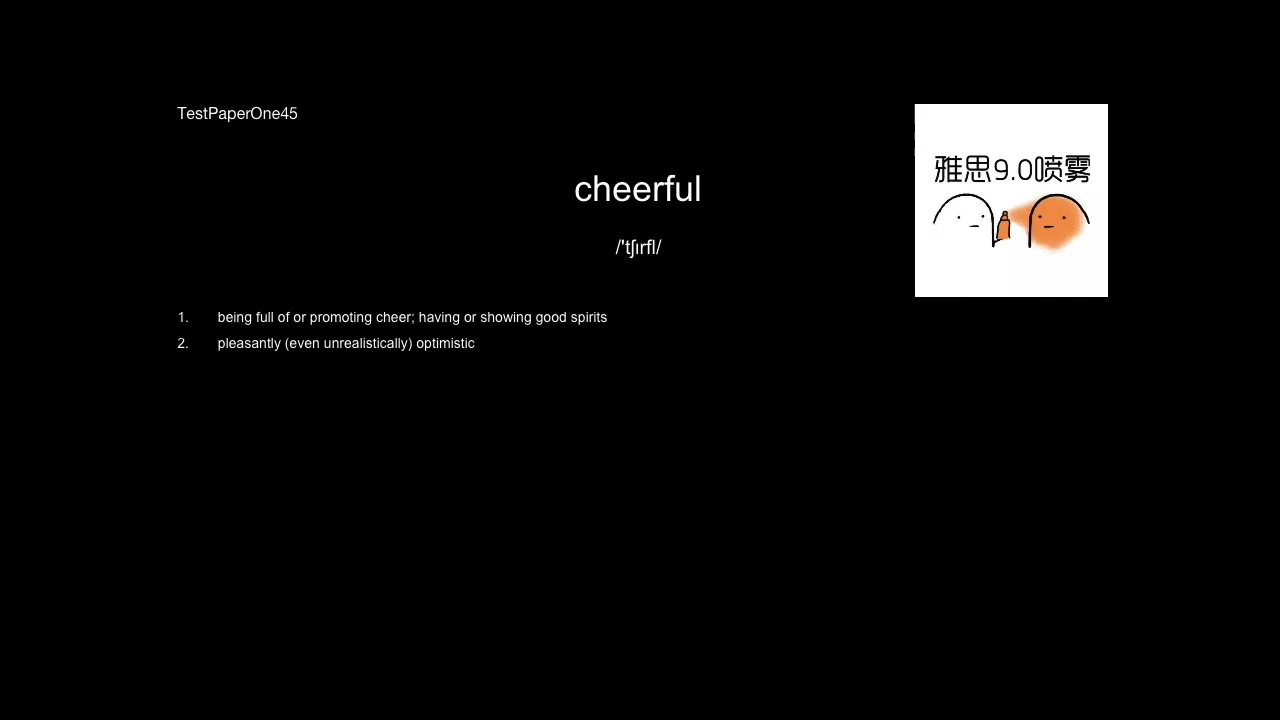 TestPaperOne45
雅思9.0喷雾
cheerful
/'tʃɪrfl/
1. being full of or promoting cheer; having or showing good spirits
2. pleasantly (even unrealistically) optimistic